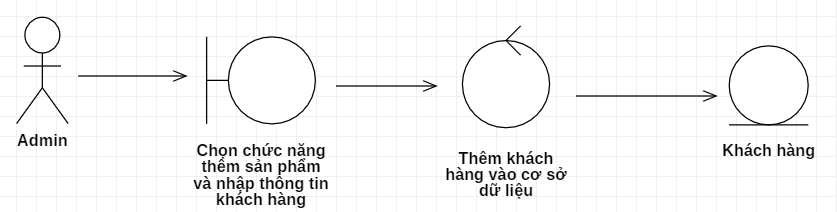 Admin
Chọn chức năng
thêm sản phẩm
và nhập thông tin
khách hàng
Thêm khách
hàng vào cơ sở
dữ liệu
Khách hàng